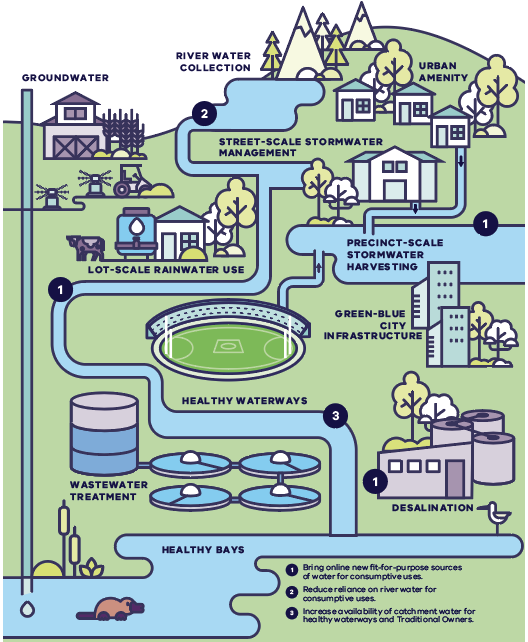 RIVER WATER
COLLECTION
GROUNDWATER
URBAN
AMENITY
2
STREET-SCALE STORMWATER
MANAGEMENT
1
PRECINCT-SCALE
STORMWATER
HARVESTING
LOT-SCALE RAINWATER USE
1
GREEN-BLUE
CITY
INFRASTRUCTURE
HEALTHY WATERWAYS
3
WASTEWATER
TREATMENT
1
DESALINATION
HEALTHY BAYS
1 Bring online new fit-for-purpose sources
of water for consumptive uses.
2 Reduce reliance on river water for
consumptive uses.
3 Increase availability of catchment water for
healthy waterways and Traditional Owners.